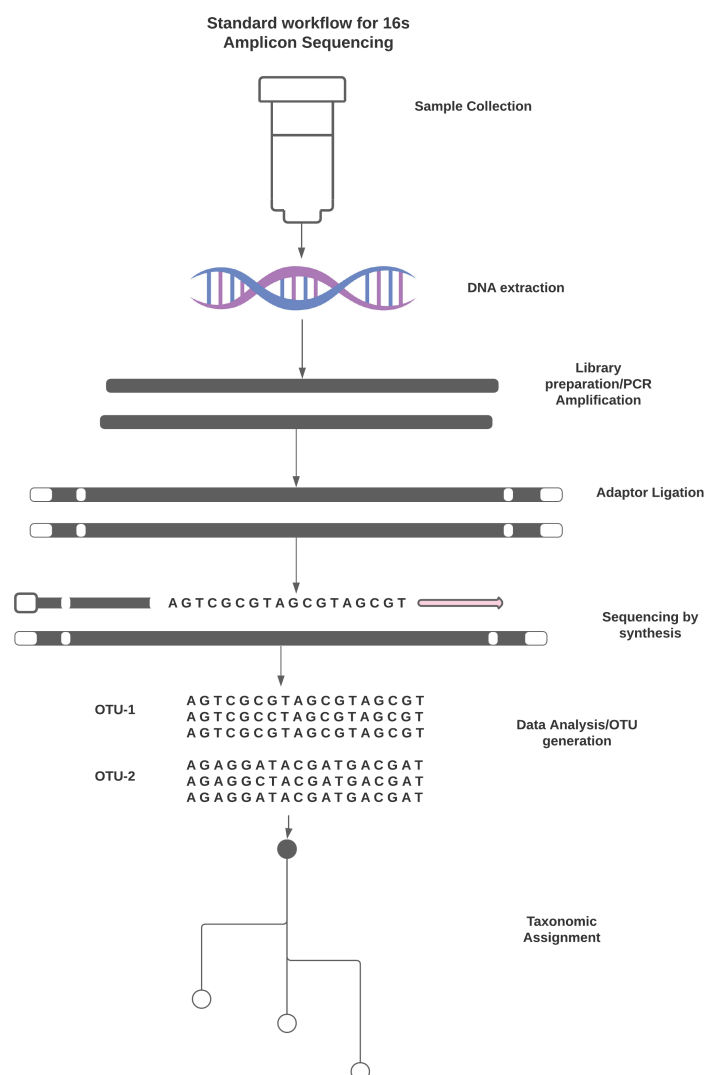 Standard workflow for 16s
Amplicon Sequencing
Sample Collection
DNA extraction
Library
preparation/PCR
Amplification
Adaptor Ligation
AGTCGCGTAGCGTAGCGT
Sequencing by
synthesis
OTU-1
AGTCGCGTAGCGTAGCGT
AGTCGCCTAGCGTAGCGT
AGTCGCGTAGCGTAGCGT
Data Analysis/OTU
generation
OTU-2
AGAGGATACGATGACGAT
AGAGGCTACGATGACGAT
AGAGGATACGATGACGAT
Taxonomic
Assignment